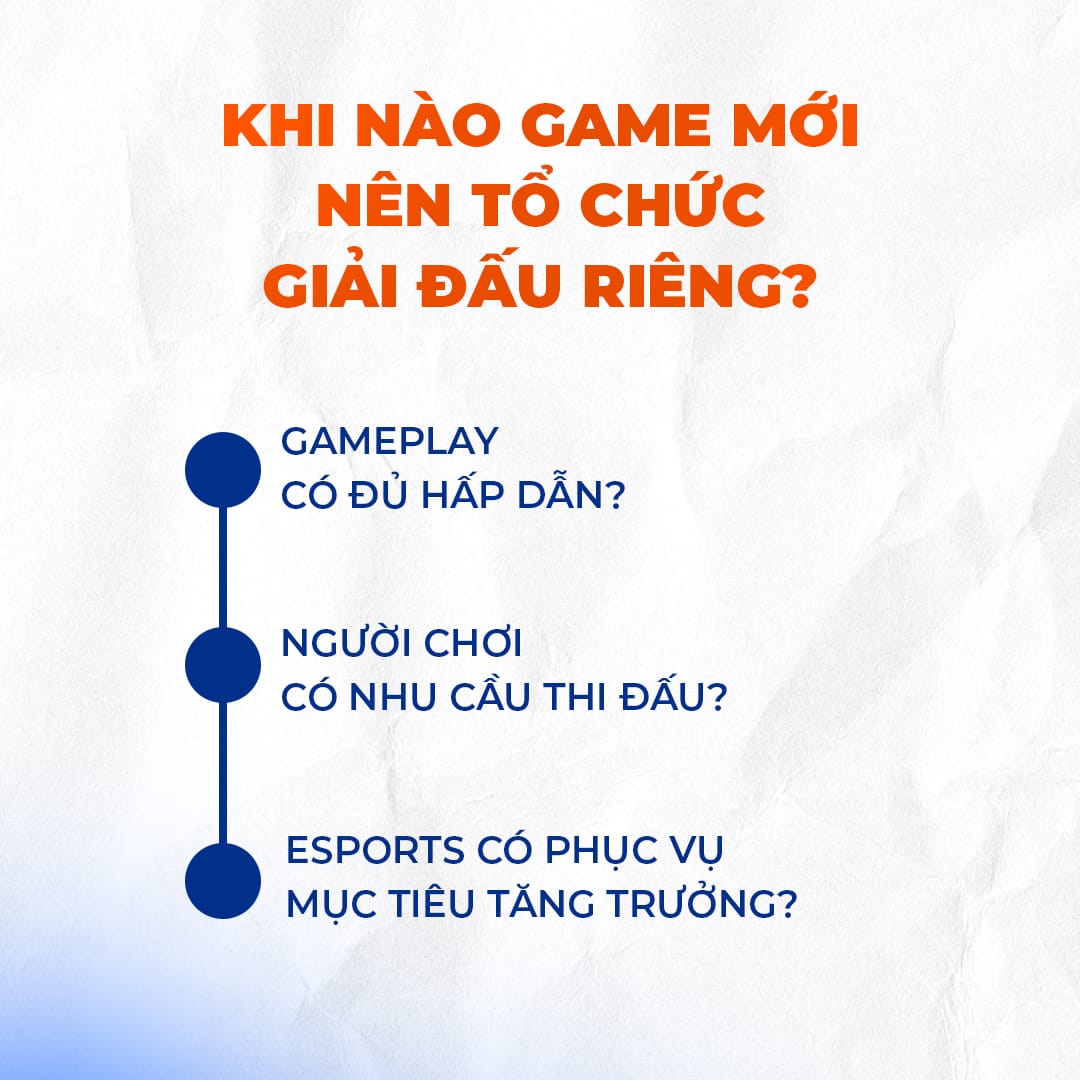 KHI NÀO GAME MỚI
NÊN TỔ CHỨC
GIẢI ĐẤU RIÊNG?
GAMEPLAY
CÓ ĐỦ HẤP DẪN?
NGƯỜI CHƠI
CÓ NHU CẦU THI ĐẤU?
ESPORTS CÓ PHỤC VỤ
MỤC TIÊU TĂNG TRƯỞNG?